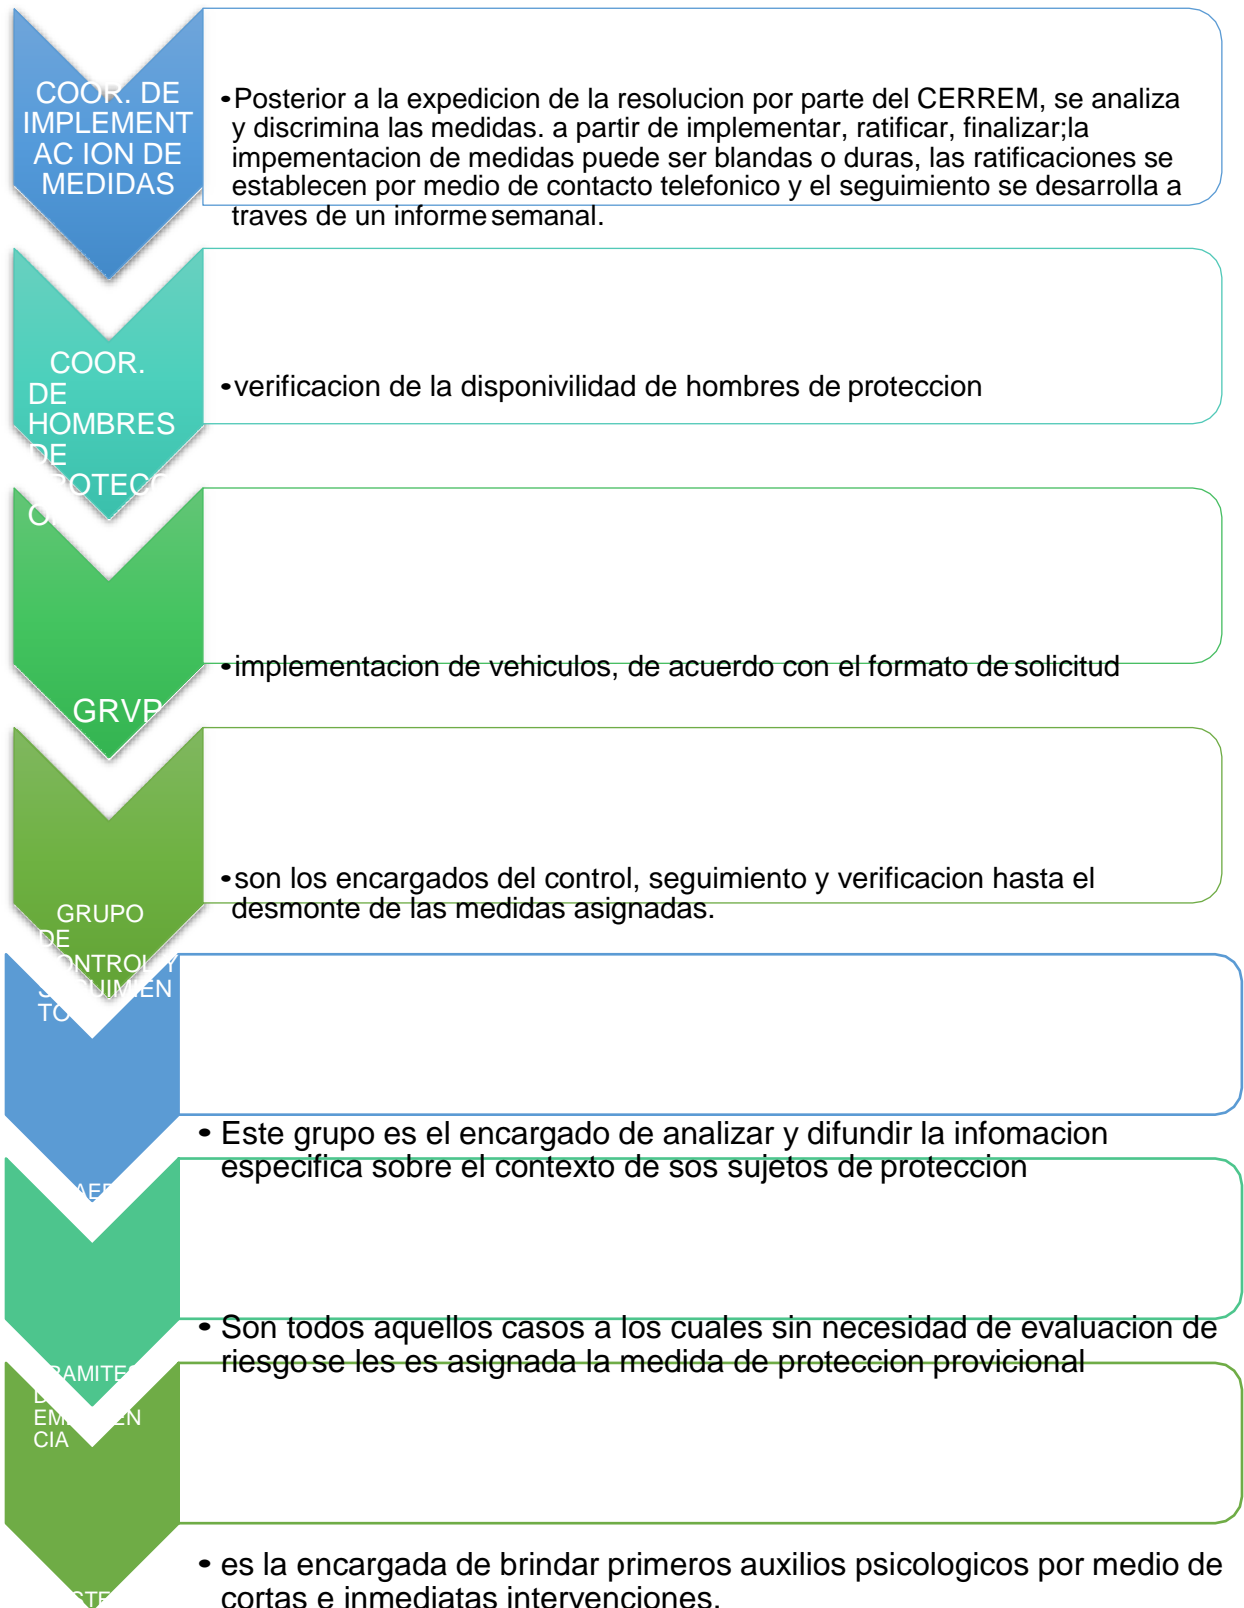 COOR. DE
IMPLEMENT
AC ION DE
MEDIDAS
•Posterior a la expedicion de la resolucion por parte del CERREM, se analiza
y discrimina las medidas. a partir de implementar, ratificar, finalizar;la
impementacion de medidas puede ser blandas o duras, las ratificaciones se
establecen por medio de contacto telefonico y el seguimiento se desarrolla a
traves de un informe semanal.
COOR.
DE
HOMBRES
DE
•verificacion de la disponivilidad de hombres de proteccion
GRVP
•implementacion de vehiculos, de acuerdo con el formato de solicitud
GRUPO
DE
CONTROL Y
SEGUIMIEN
TO
•son los encargados del control, seguimiento y verificacion hasta el
desmonte de las medidas asignadas.
• Este grupo es el encargado de analizar y difundir la infomacion
especifica sobre el contexto de sos sujetos de proteccion
TRAMITES
DE
EMERGEN
CIA
• Son todos aquellos casos a los cuales sin necesidad de evaluacion de
riesgo se les es asignada la medida de proteccion provicional
• es la encargada de brindar primeros auxilios psicologicos por medio de
cortas e inmediatas intervenciones.